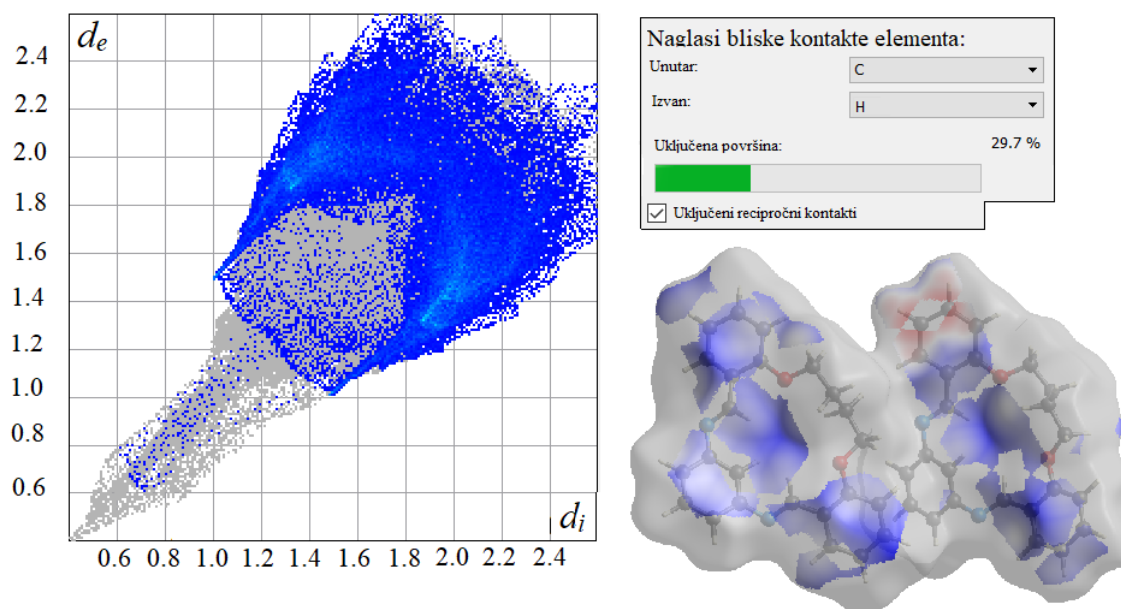 de
2.4
2.2
2.0
1.8
1.6
1.4
1.2
1.0
0.8
0.6
di
0.6 0.8 1.0 1.2 1.4 1.6 1.8 2.0 2.2 2.4
Naglasi bliske kontakte elementa:
Unutar: C
Izvan: H
Uključena površina: 29.7 %
Uključeni recipročni kontakti